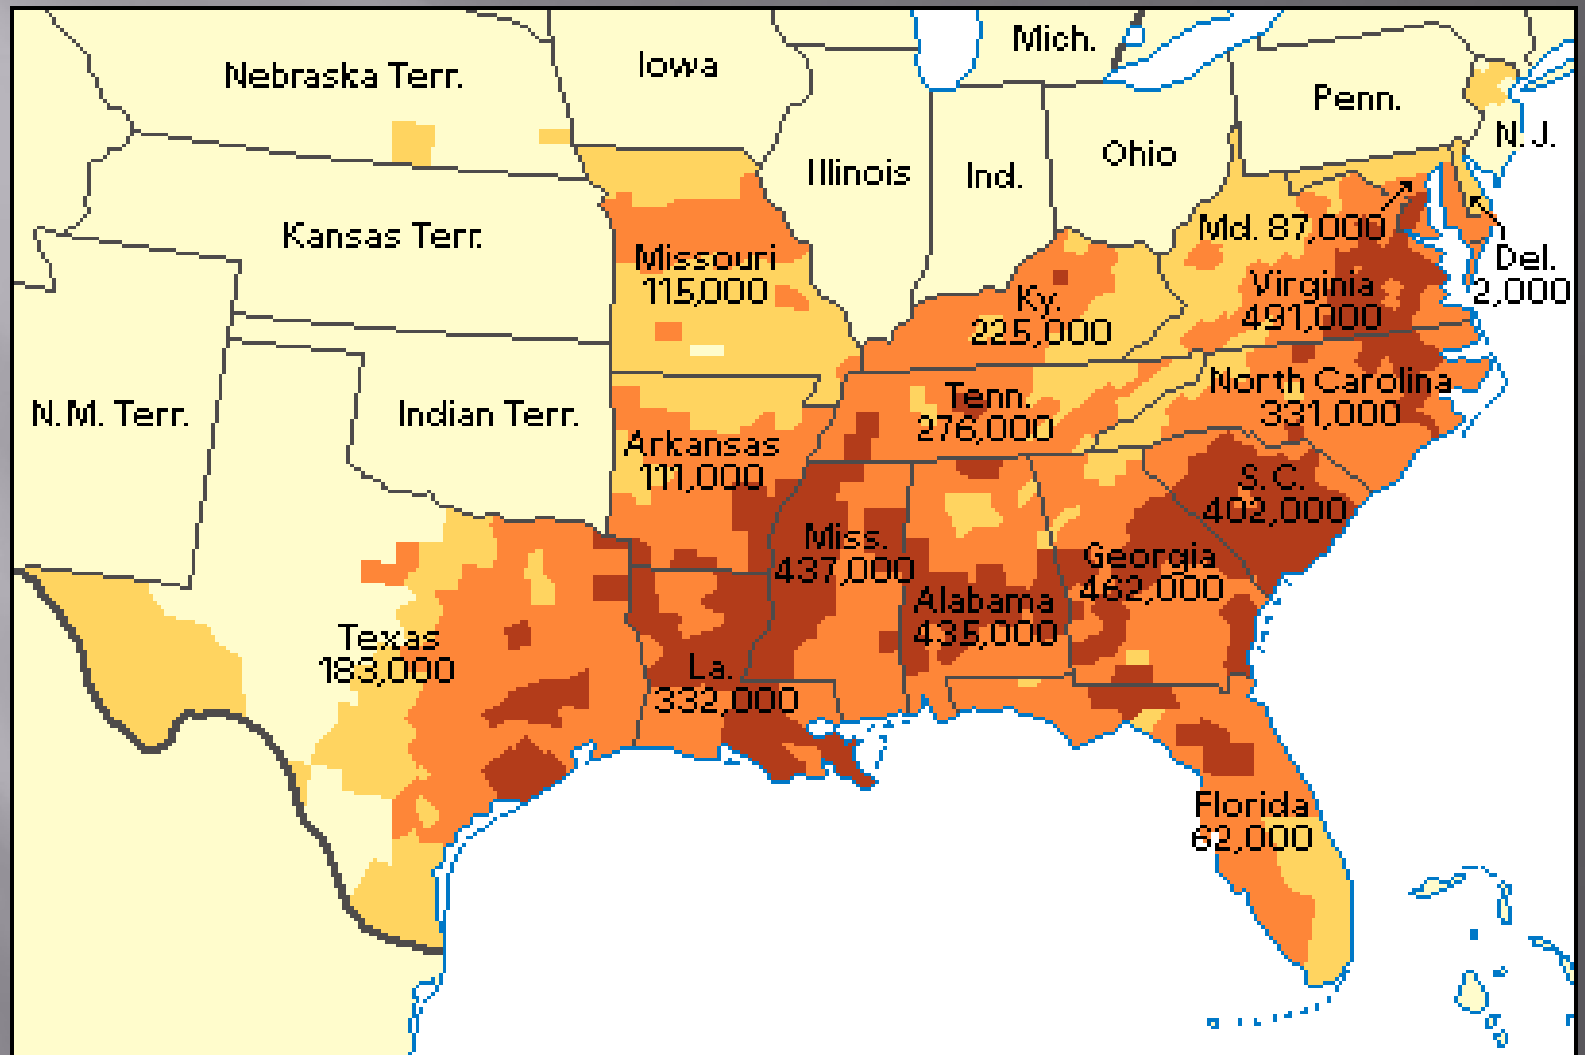 Mich.
Iowa
Nebraska Terr.
Penn.
N.J.
Ohio
Illinois
Ind.
Md. 87,000
Kansas Terr.
Missouri
115,000
Del.
2,000
Virginia
491,000
Ky.
225,000
N.M. Terr.
Indian Terr.
Tenn.
276,000
North Carolina
331,000
Arkansas
111,000
S.C.
402,000
Miss.
437,000
Georgia
462,000
Alabama
435,000
Texas
183,000
La.
332,000
Florida
62,000